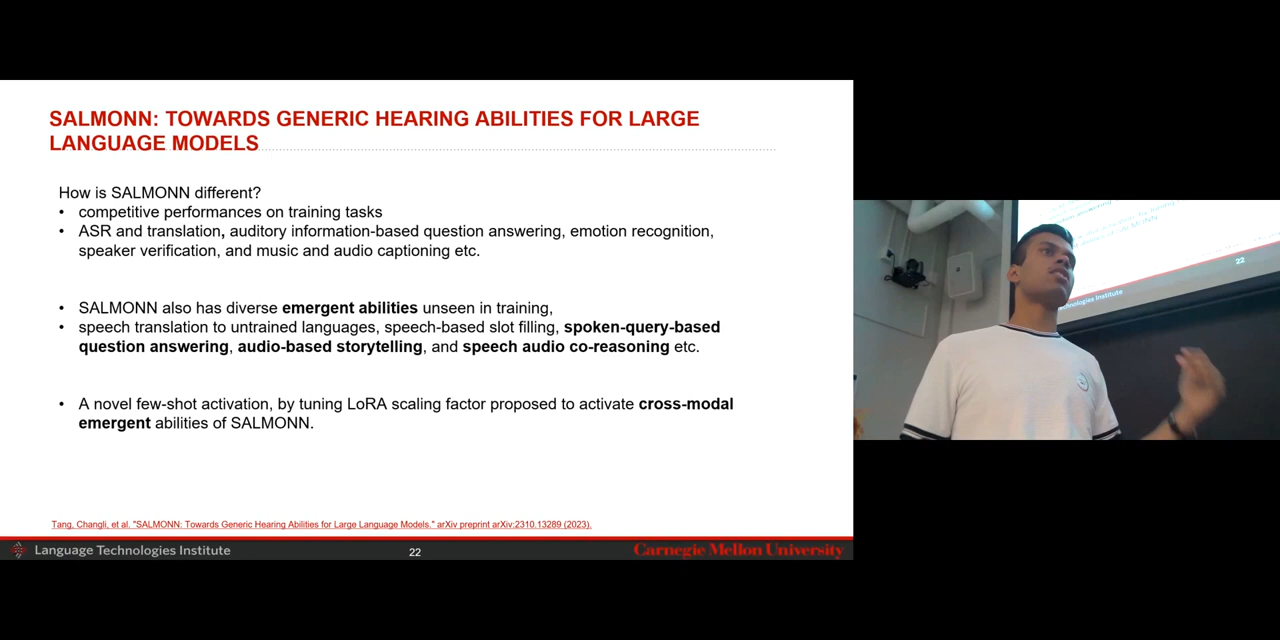 SALMONN: TOWARDS GENERIC HEARING ABILITIES FOR LARGE
LANGUAGE MODELS
How is SALMONN different?
• competitive performances on training tasks
• ASR and translation, auditory information-based question answering, emotion recognition,
speaker verification, and music and audio captioning etc.
• SALMONN also has diverse emergent abilities unseen in training,
• speech translation to untrained languages, speech-based slot filling, spoken-query-based
question answering, audio-based storytelling, and speech audio co-reasoning etc.
• A novel few-shot activation, by tuning LoRA scaling factor proposed to activate cross-modal
emergent abilities of SALMONN.
Tang, Changli, et al. "SALMONN: Towards Generic Hearing Abilities for Large Language Models." arXiv preprint arXiv:2310.13289 (2023).
Language Technologies Institute
22
Carnegie Mellon University
22
Technologies Institute